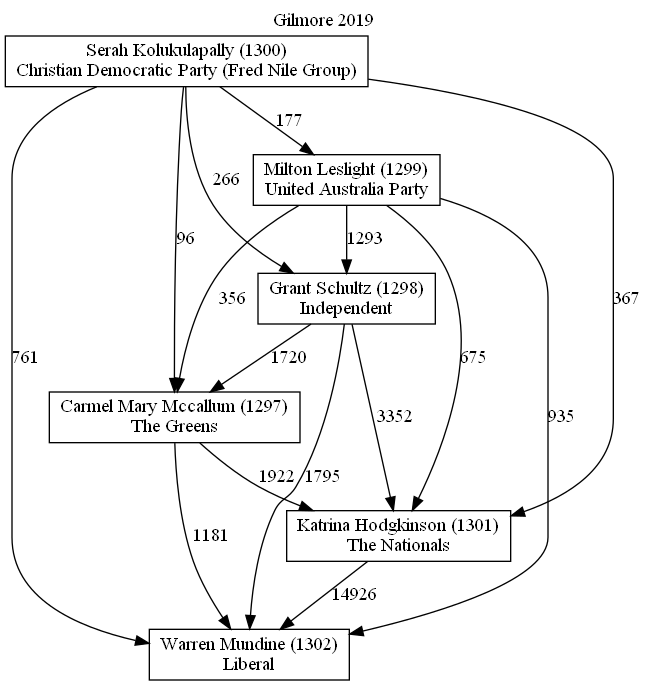 Gilmore 2019
Serah Kolukulapally (1300)
Christian Democratic Party (Fred Nile Group)
177
Milton Leslight (1299)
United Australia Party
266
96
1293
367
Grant Schultz (1298)
Independent
356
761
1720
675
Carmel Mary Mccallum (1297)
The Greens
3352
935
1922
1795
Katrina Hodgkinson (1301)
The Nationals
1181
14926
Warren Mundine (1302)
Liberal